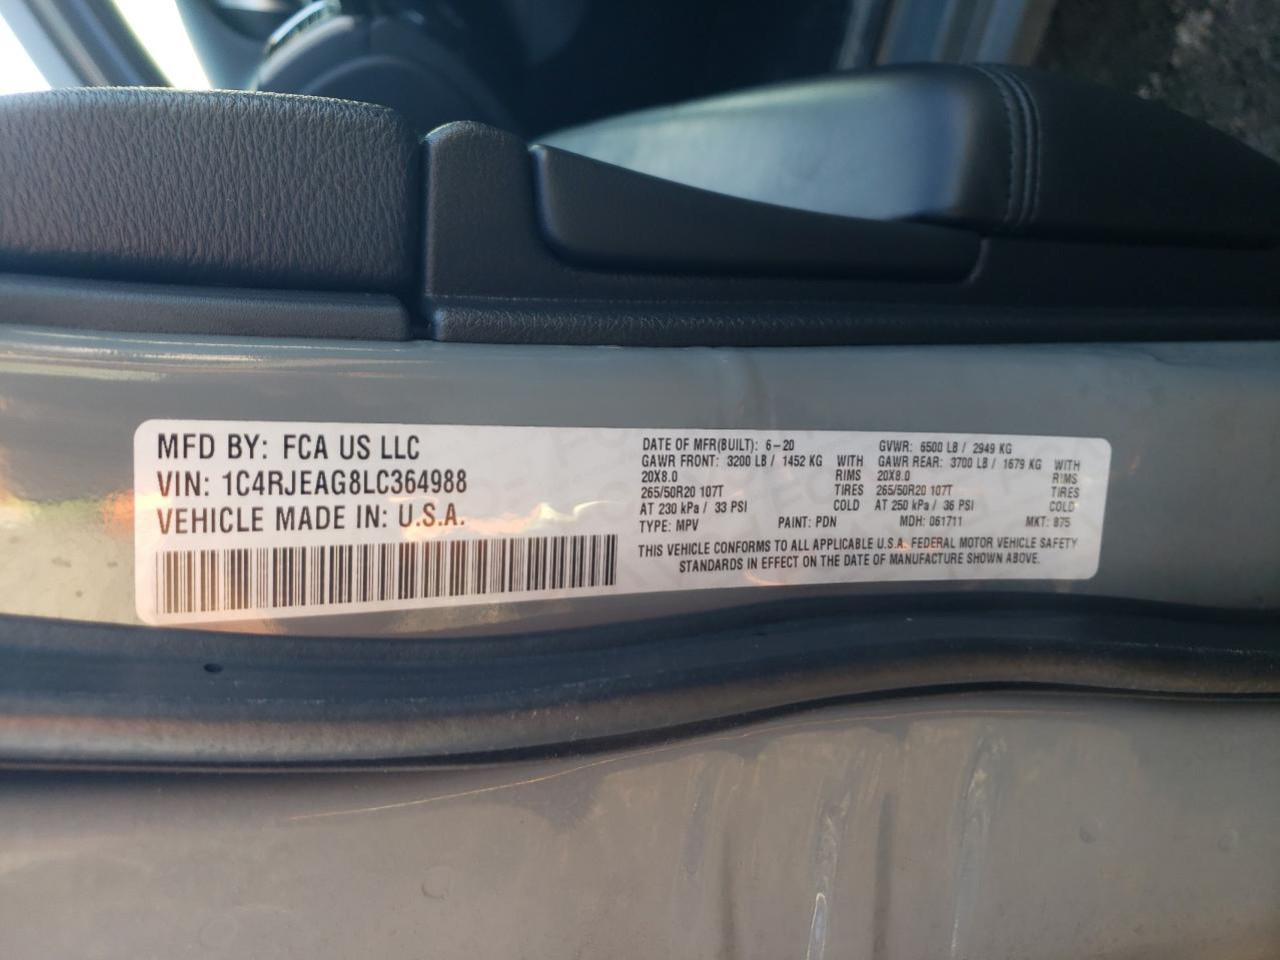 MFD BY: FCA US LLC
VIN: 1C4RJEAG8LC364988
VEHICLE MADE IN: U.S.A.
DATE OF MFR(BUILT): 6-20 GVWR: 6500 LB / 2949 KG
GAWR FRONT: 3200 LB / 1452 KG WITH GAWR REAR: 3700 LB / 1679 KG WITH
20X8.0 RIMS 20X8.0 RIMS
265/50R20 107T TIRES 265/50R20 107T TIRES
AT 230 kPa / 33 PSI COLD AT 250 kPa / 36 PSI COLD
TYPE: MPV PAINT: PDN MDH: 061711 MKT: 875
THIS VEHICLE CONFORMS TO ALL APPLICABLE U.S.A. FEDERAL MOTOR VEHICLE SAFETY
STANDARDS IN EFFECT ON THE DATE OF MANUFACTURE SHOWN ABOVE.